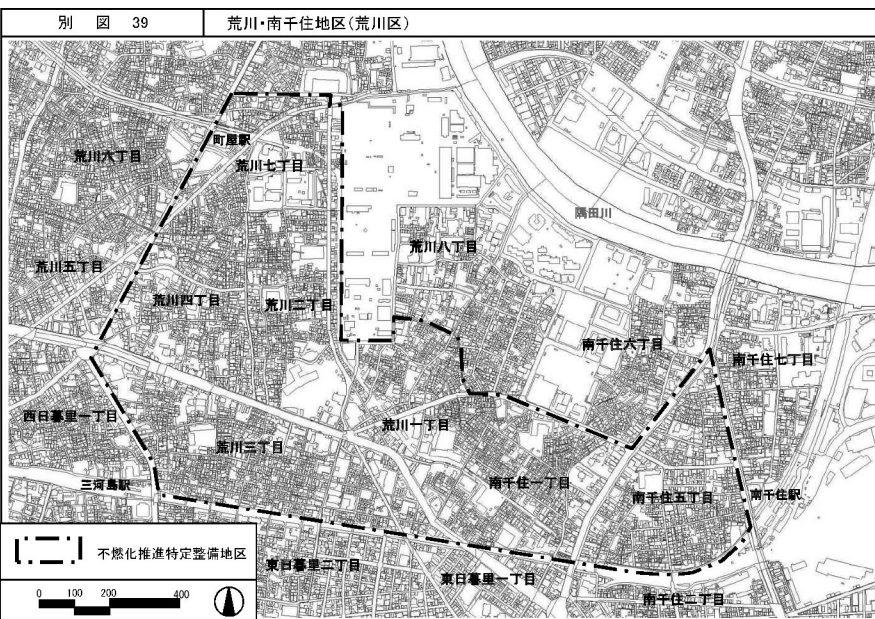 別 図 39
荒川・南千住地区(荒川区)
町屋駅
荒川六丁目
荒川七丁目
隅田川
荒川八丁目
荒川五丁目
荒川四丁目
荒川二丁目
南千住六丁目
南千住七丁目
西日暮里一丁目
荒川一丁目
荒川三丁目
三河島駅
南千住一丁目
南千住五丁目
南千住駅
不燃化推進特定整備地区
東日暮里二丁目
東日暮里一丁目
南千住二丁目
0 100 200 400